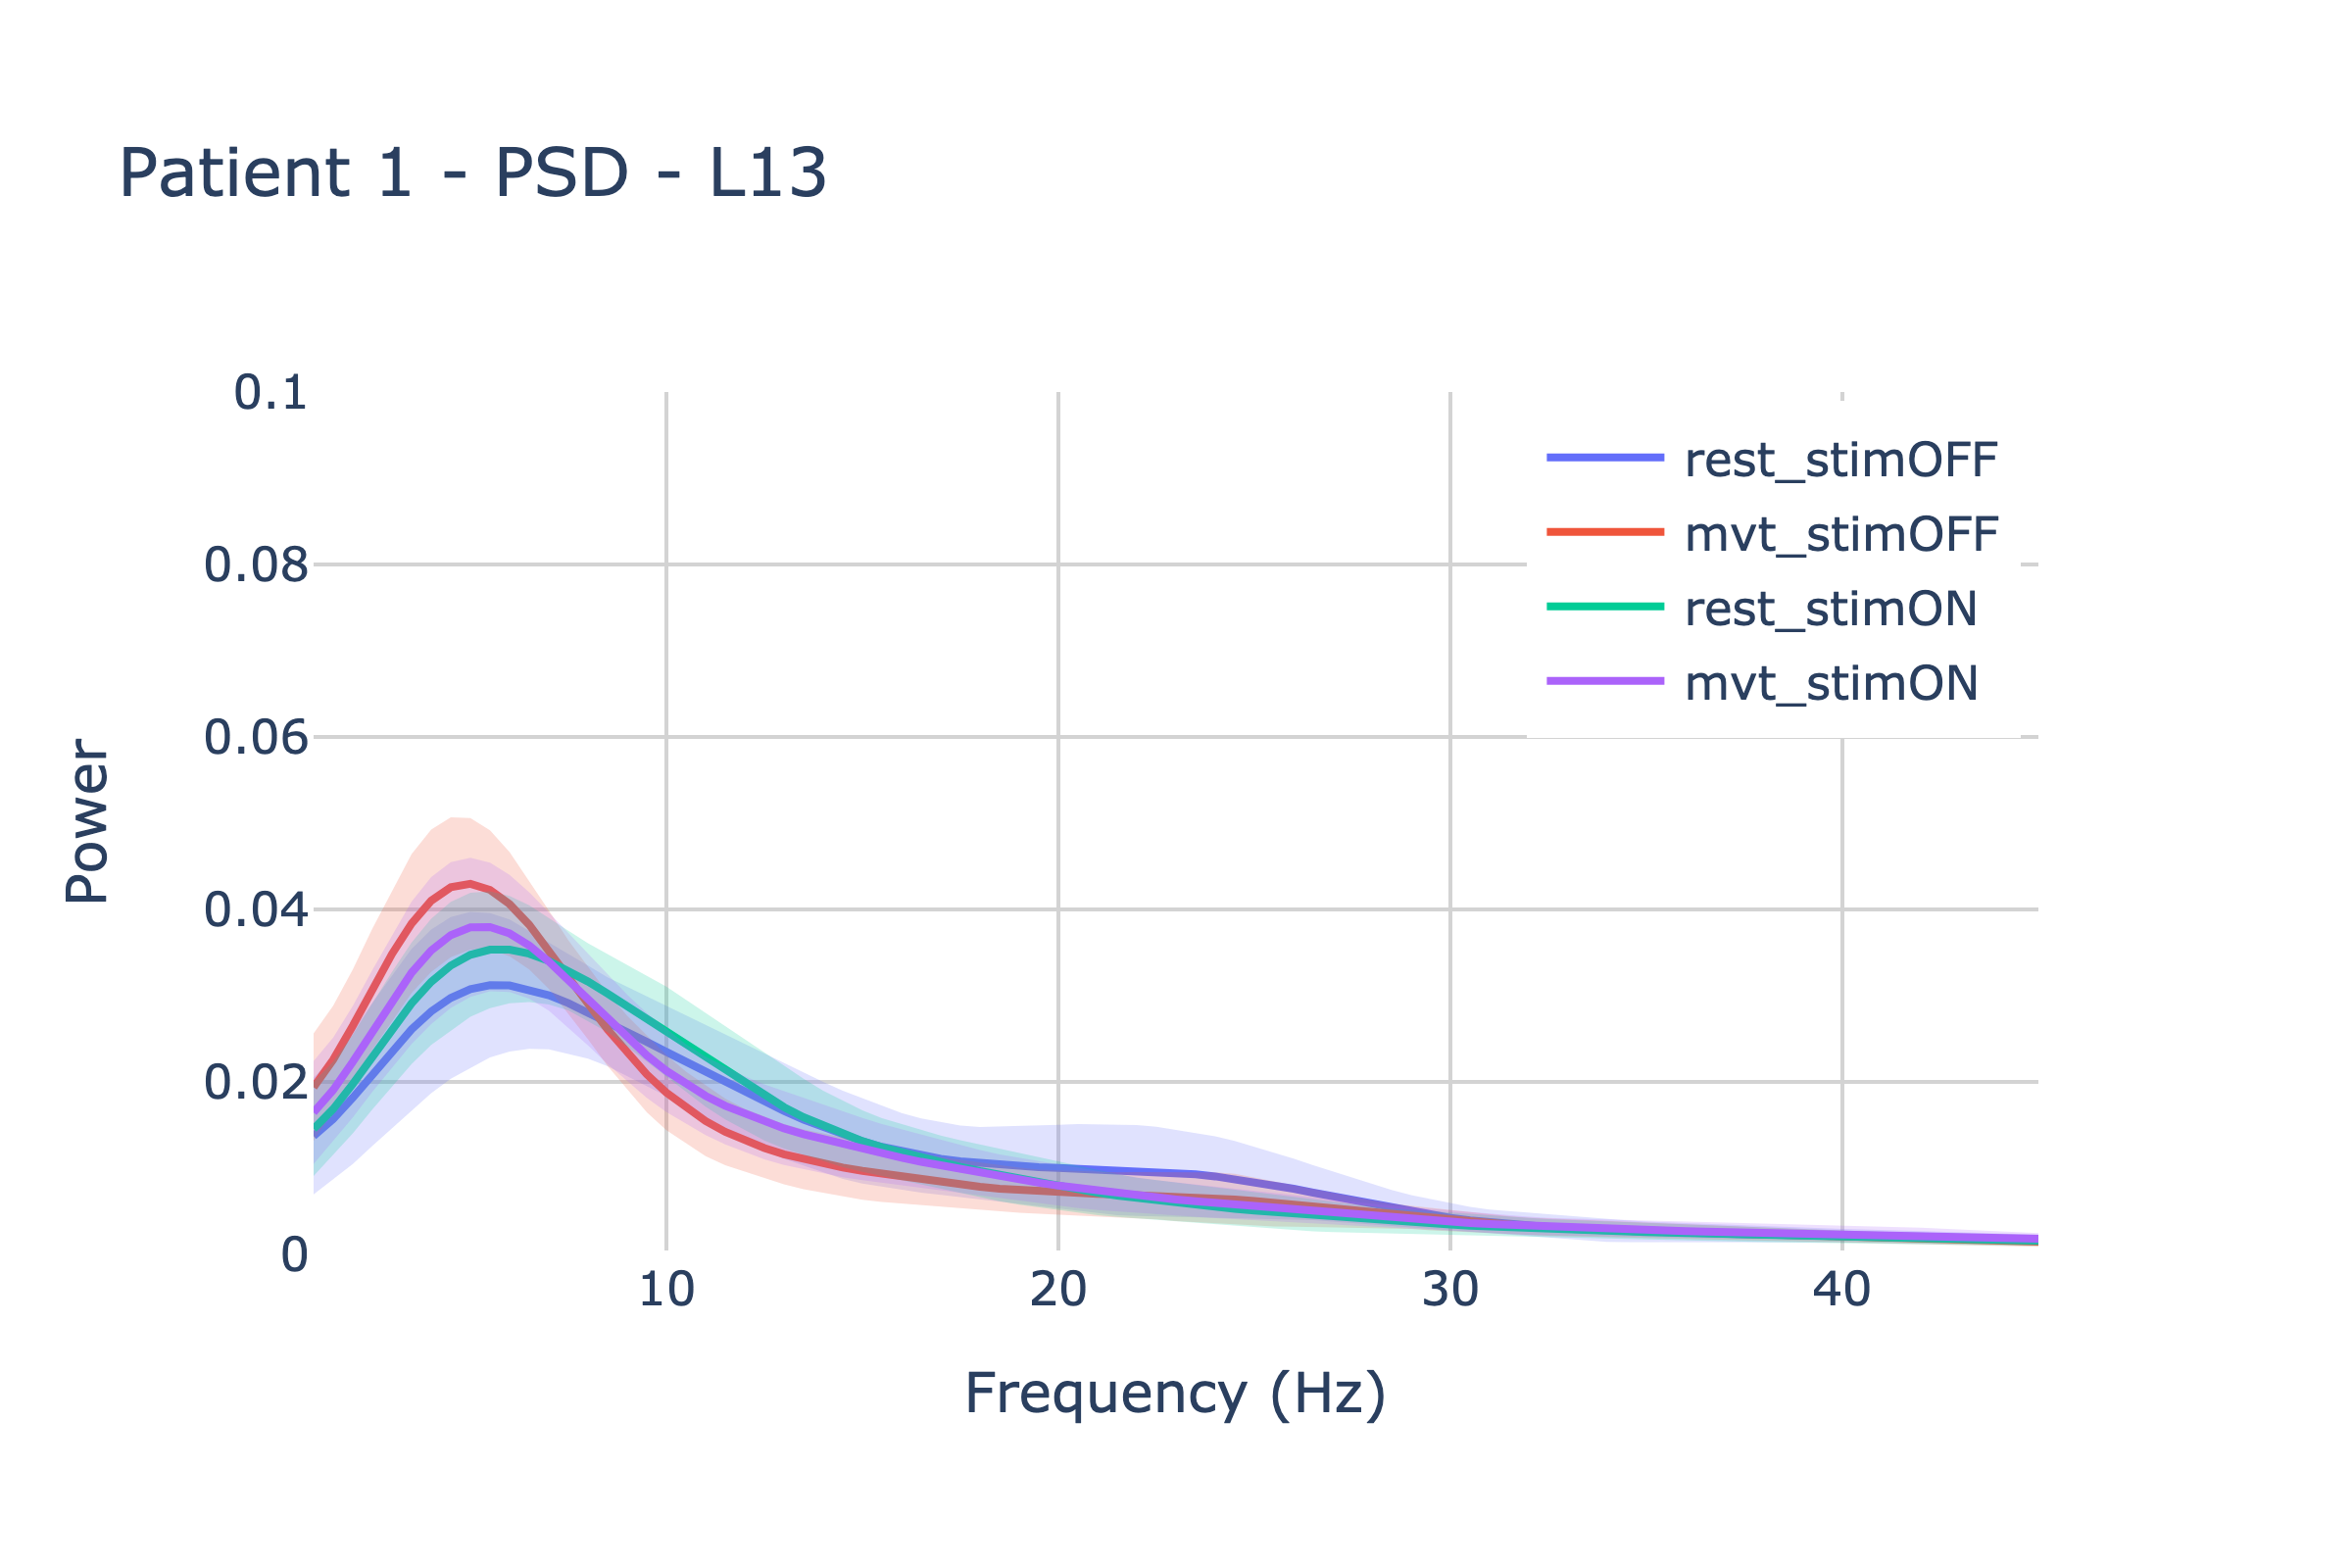 Patient 1 - PSD - L13
0.1
0.08
0.06
0.04
0.02
0
Power
rest_stimOFF
mvt_stimOFF
rest_stimON
mvt_stimON
10 20 30 40
Frequency (Hz)